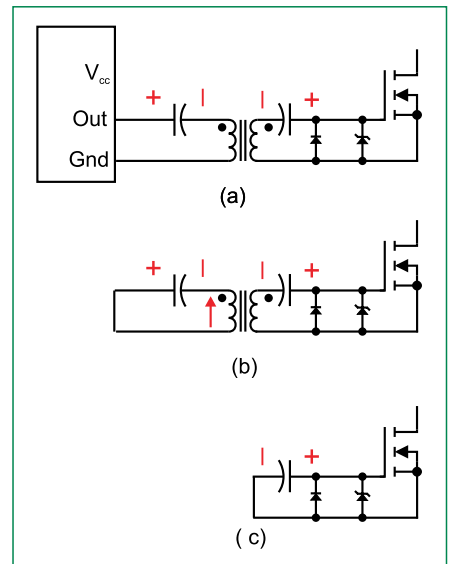 Vcc
+ | | +
Out
Gnd
(a)
+ | | +
(b)
| +
( c)